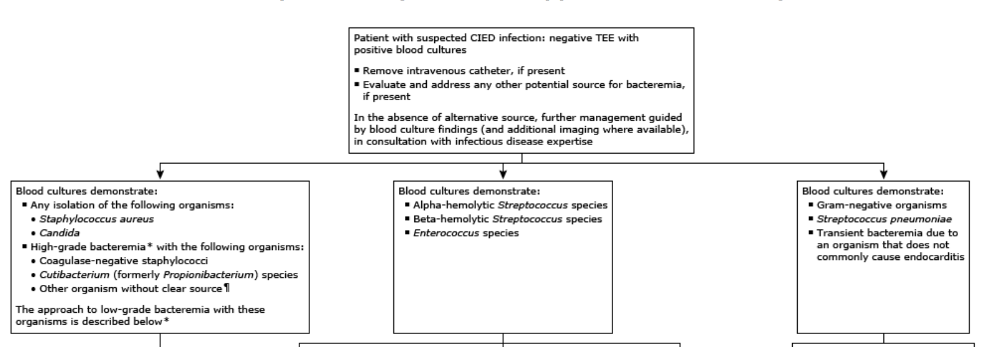 Patient with suspected CIED infection: negative TEE with
positive blood cultures
▪ Remove intravenous catheter, if present
▪ Evaluate and address any other potential source for bacteremia,
if present
In the absence of alternative source, further management guided
by blood culture findings (and additional imaging where available),
in consultation with infectious disease expertise
Blood cultures demonstrate:
▪ Any isolation of the following organisms:
• Staphylococcus aureus
• Candida
▪ High-grade bacteremia* with the following organisms:
• Coagulase-negative staphylococci
• Cutibacterium (formerly Propionibacterium) species
• Other organism without clear source¶
The approach to low-grade bacteremia with these
organisms is described below*
Blood cultures demonstrate:
▪ Alpha-hemolytic Streptococcus species
▪ Beta-hemolytic Streptococcus species
▪ Enterococcus species
Blood cultures demonstrate:
▪ Gram-negative organisms
▪ Streptococcus pneumoniae
▪ Transient bacteremia due to
an organism that does not
commonly cause endocarditis